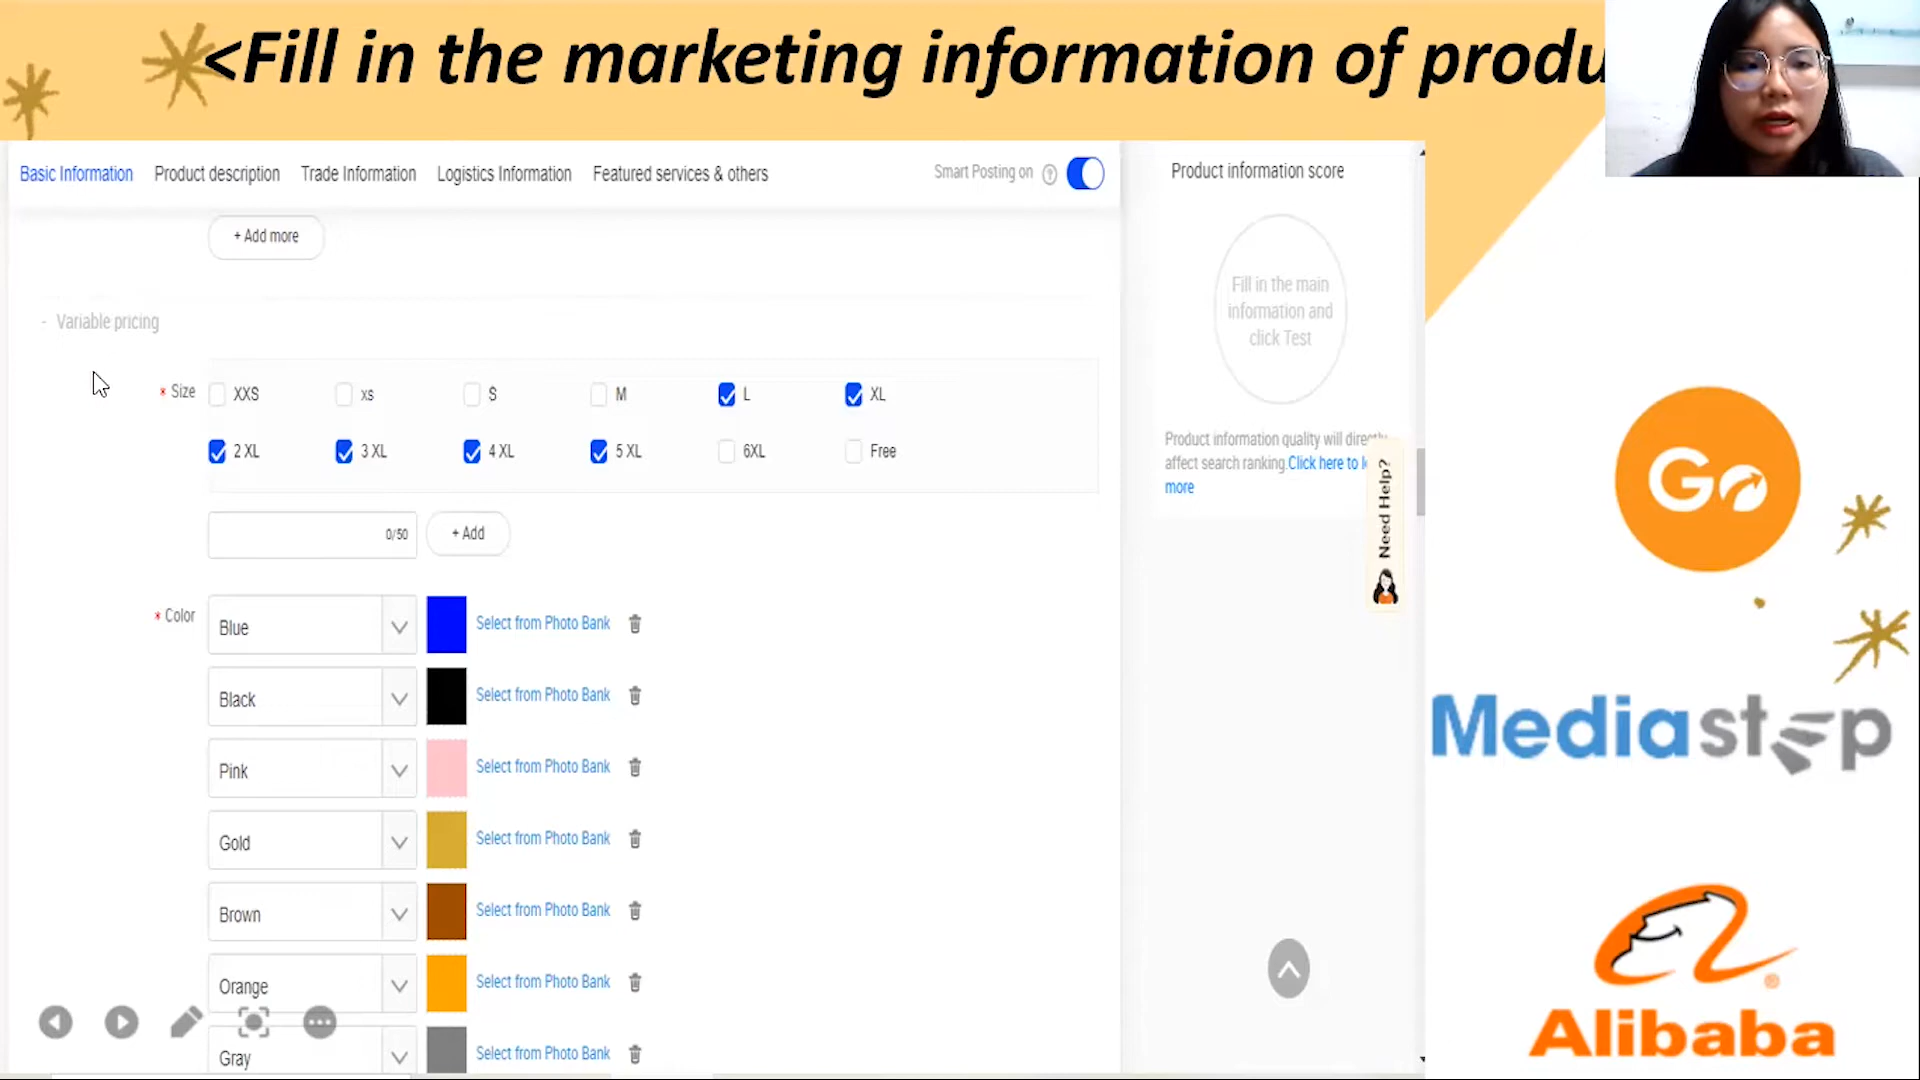 <Fill in the marketing information of produ
Basic Information Product description Trade Information Logistics Information Featured services & others Smart Posting on ?
Product information score
+ Add more
Fill in the main
information and
click Test
- Variable pricing
* Size XXS xs S M L XL
2 XL 3 XL 4 XL 5 XL 6XL Free
Product information quality will directly
affect search ranking.Click here to
more
Need Help?
0/50 + Add
* Color Blue Select from Photo Bank
Black Select from Photo Bank
Pink Select from Photo Bank
Gold Select from Photo Bank
Brown Select from Photo Bank
Orange Select from Photo Bank
Gray Select from Photo Bank
Go
Mediastep
Alibaba